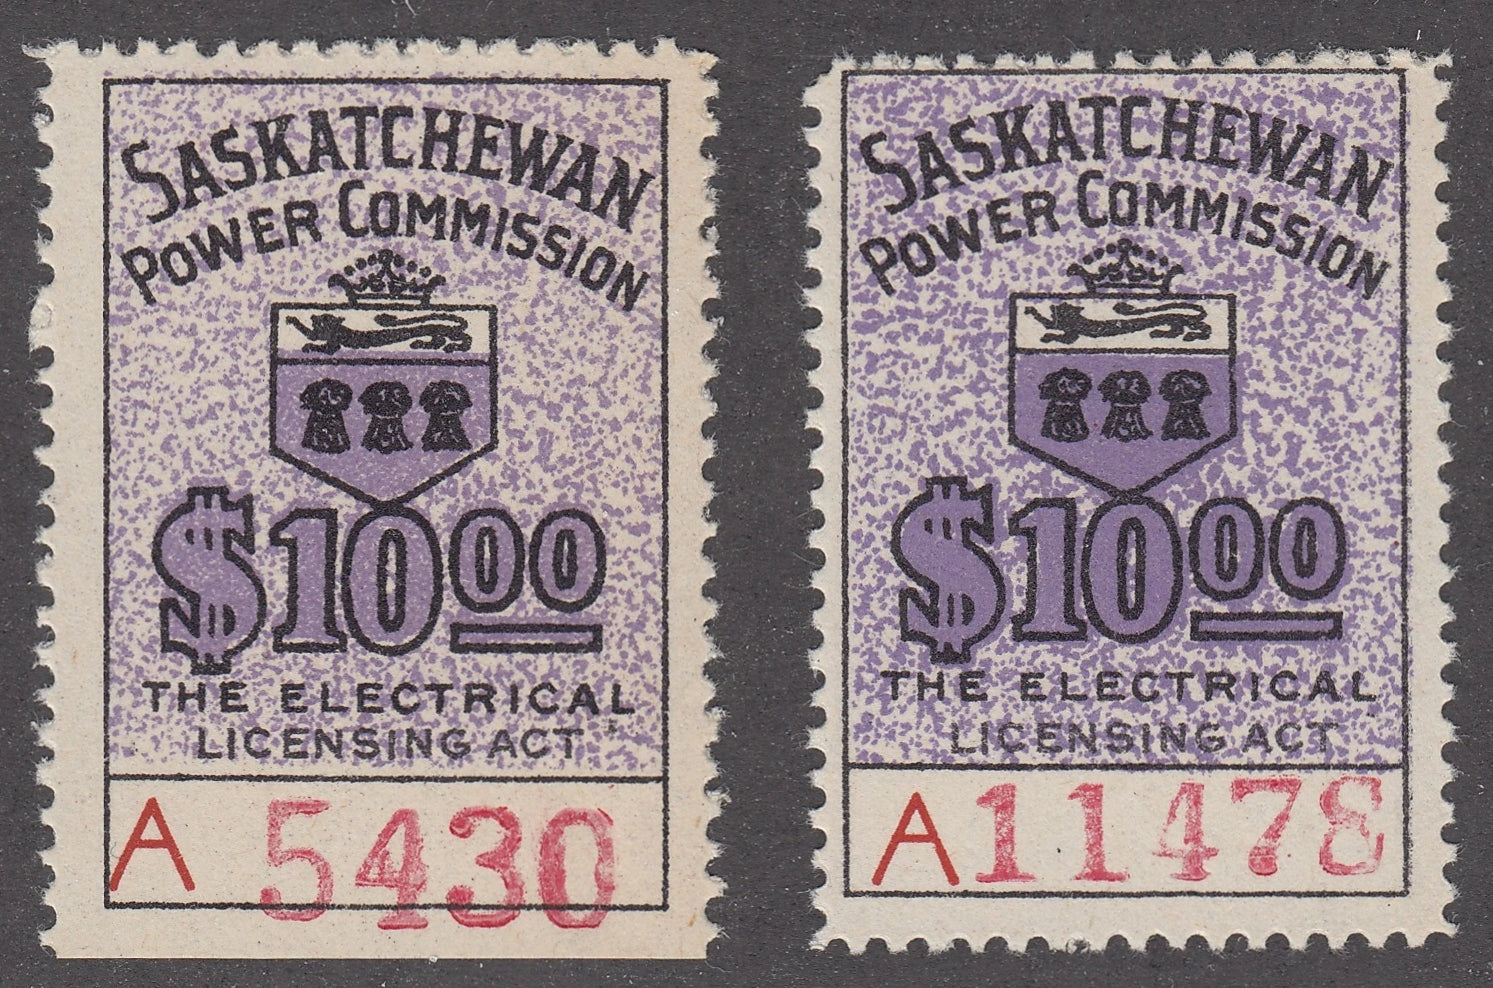 SASKATCHEWAN
POWER COMMISSION
$10.00
THE ELECTRICAL
LICENSING ACT
A 5430
SASKATCHEWAN
POWER COMMISSION
$10.00
THE ELECTRICAL
LICENSING ACT
A 11478